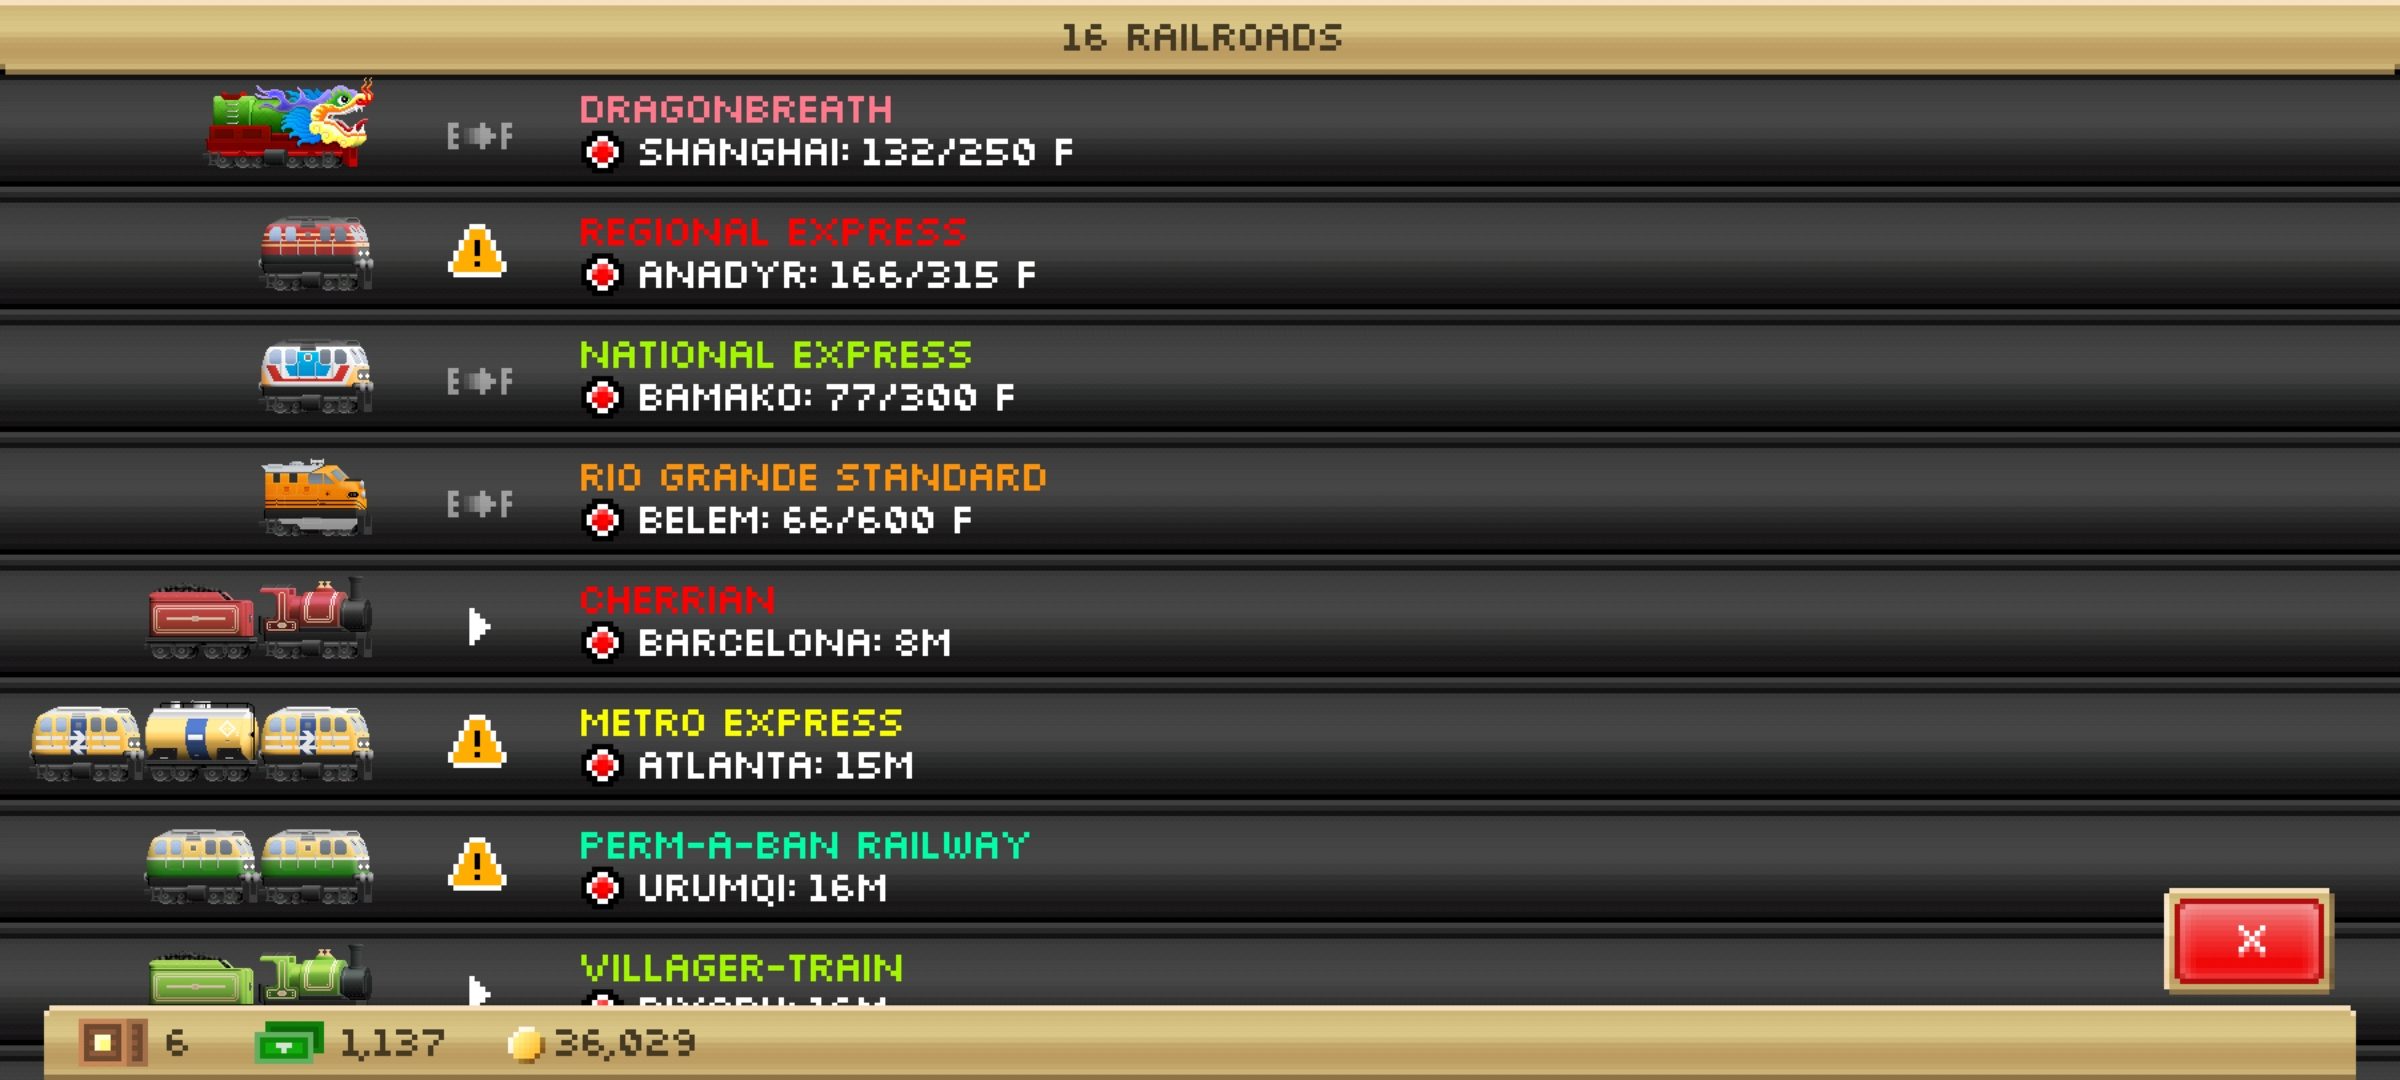 16 RAILROADS
DRAGONBREATH
E F
SHANGHAI: 132/250 F
REGIONAL EXPRESS
ANADYR: 166/315 F
NATIONAL EXPRESS
E F
BAMAKO: 77/300 F
RIO GRANDE STANDARD
E F
BELEM: 66/600 F
CHERRIAN
BARCELONA: 8M
METRO EXPRESS
ATLANTA: 15M
PERM-A-BAN RAILWAY
URUMQI: 16M
VILLAGER-TRAIN
X
6 1,137 36,029